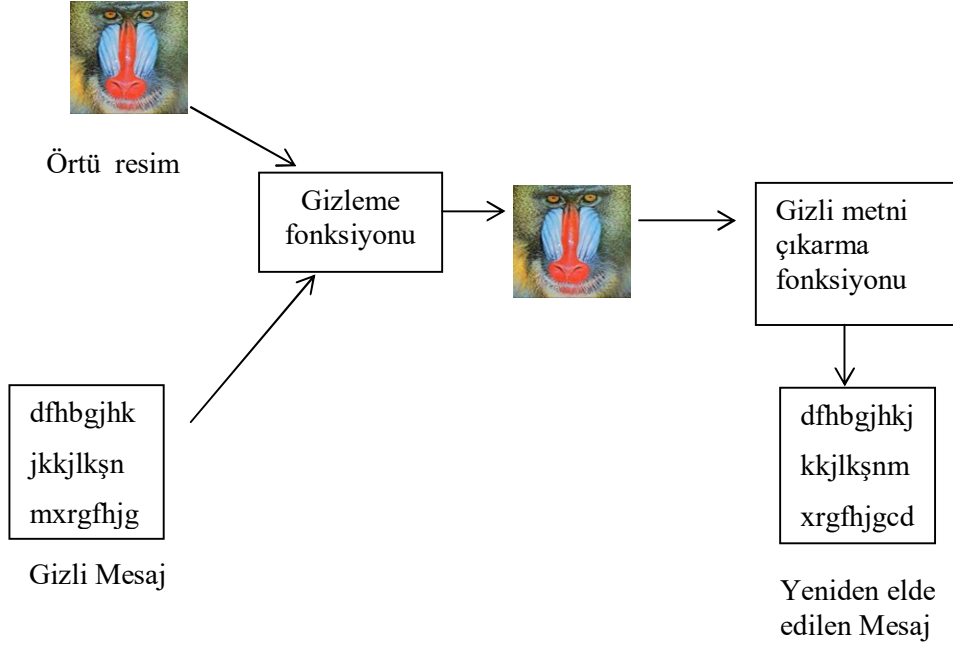 Örtü resim
Gizleme
fonksiyonu
Gizli metni
çıkarma
fonksiyonu
dfhbgjhk
jkkjlkşn
mxrgfhjg
Gizli Mesaj
dfhbgjhkj
kkjlkşnm
xrgfhjgcd
Yeniden elde
edilen Mesaj